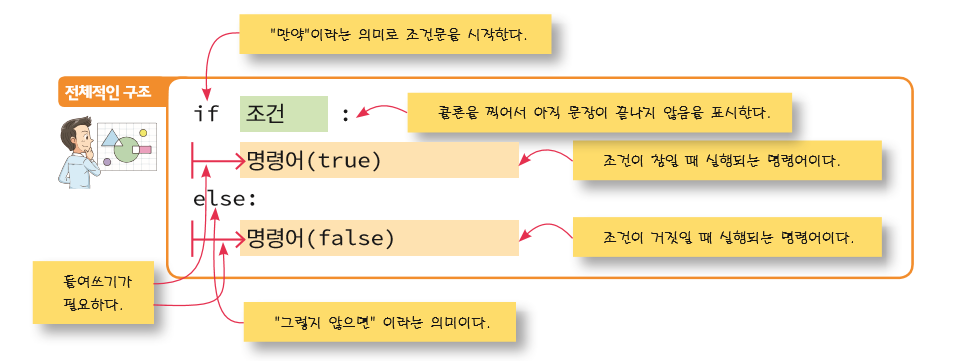 "만약"이라는 의미로 조건문을 시작한다.
전체적인 구조
if 조건 :
콜론을 찍어서 아직 문장이 끝나지 않음을 표시한다.
명령어(true)
조건이 참일 때 실행되는 명령어이다.
else:
명령어(false)
조건이 거짓일 때 실행되는 명령어이다.
들여쓰기가
필요하다.
"그렇지 않으면" 이라는 의미이다.